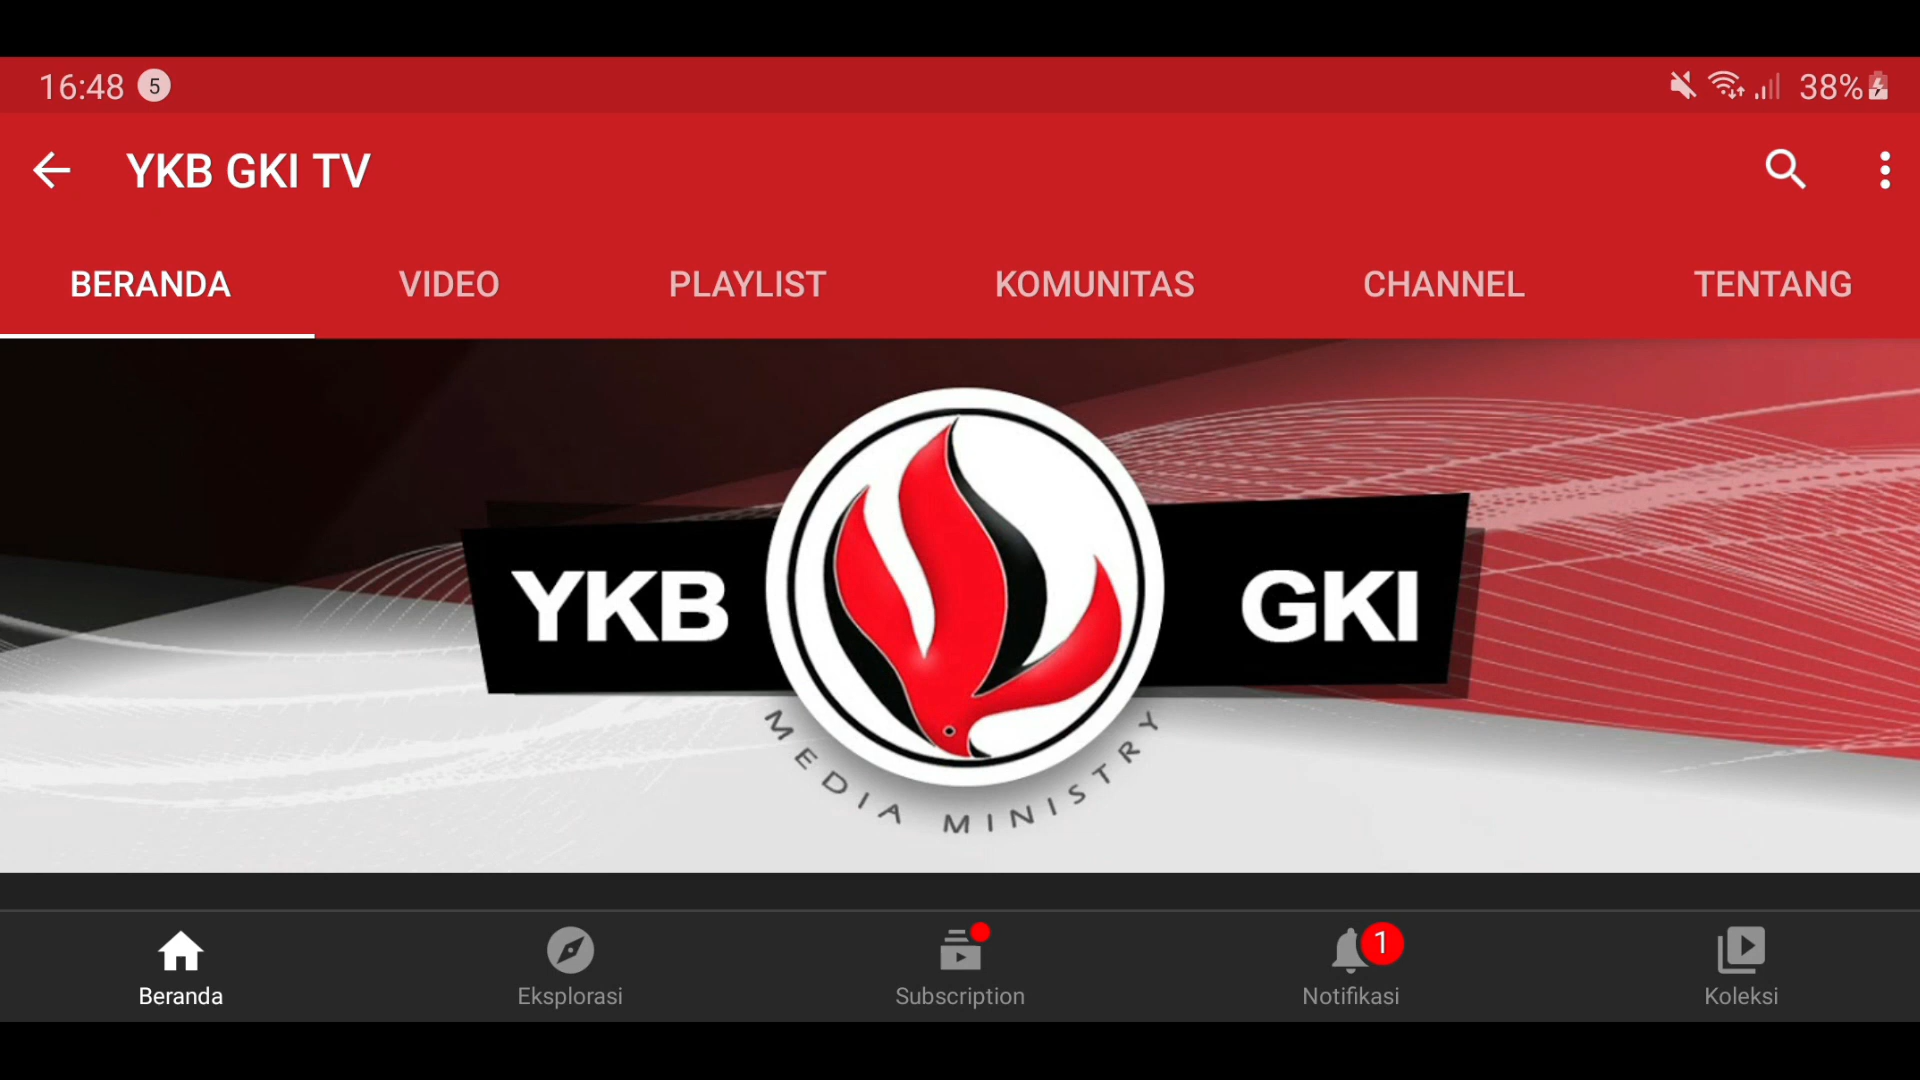 16:48 5 38%
YKB GKI TV
BERANDA VIDEO PLAYLIST KOMUNITAS CHANNEL TENTANG
YKB GKI
MEDIA MINISTRY
1
Beranda Eksplorasi Subscription Notifikasi Koleksi